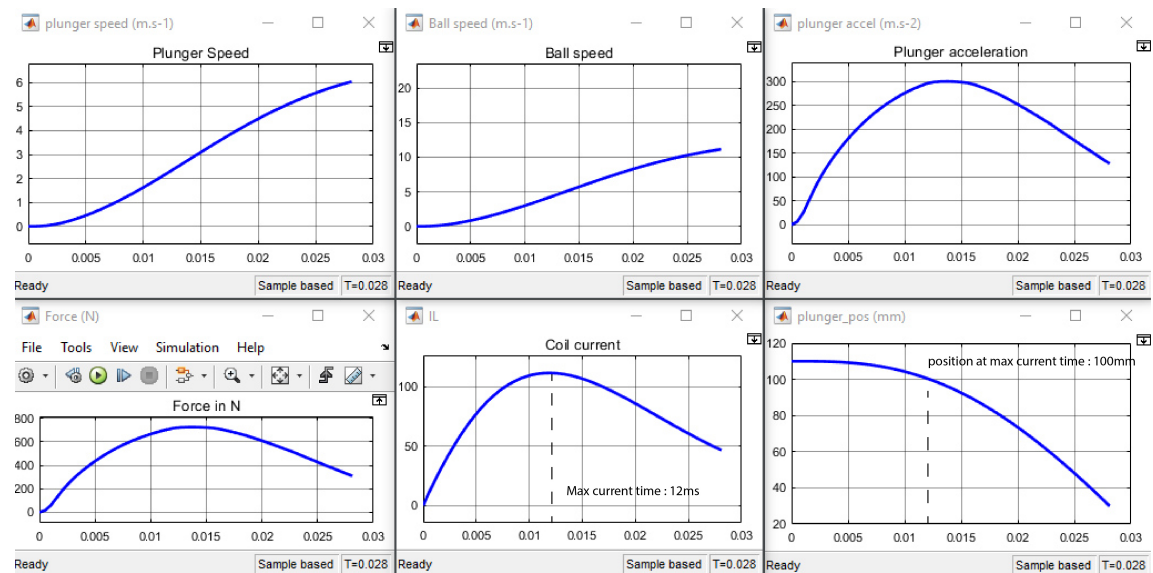 plunger speed (m.s-1)
Plunger Speed
6
5
4
3
2
1
0
0 0.005 0.01 0.015 0.02 0.025 0.03
Ready Sample based T=0.028
Ball speed (m.s-1)
Ball speed
20
15
10
5
0
0 0.005 0.01 0.015 0.02 0.025 0.03
Ready Sample based T=0.028
plunger accel (m.s-2)
Plunger acceleration
300
250
200
150
100
50
0
0 0.005 0.01 0.015 0.02 0.025 0.03
Ready Sample based T=0.028
Force (N)
File Tools View Simulation Help
Force in N
800
600
400
200
0
0 0.005 0.01 0.015 0.02 0.025 0.03
Ready Sample based T=0.028
IL
Coil current
100
50
0
Max current time : 12ms
0 0.005 0.01 0.015 0.02 0.025 0.03
Ready Sample based T=0.028
plunger_pos (mm)
120
position at max current time : 100mm
100
80
60
40
20
0 0.005 0.01 0.015 0.02 0.025 0.03
Ready Sample based T=0.028